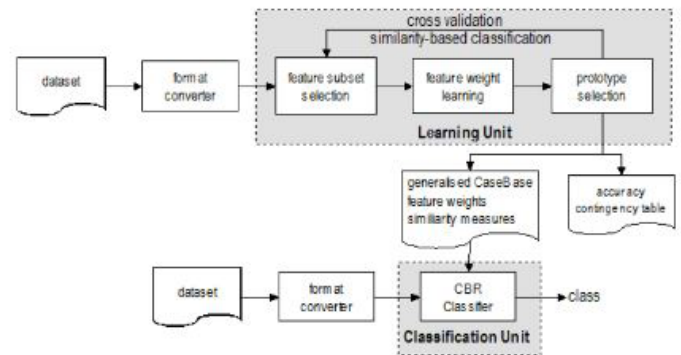 cross validation
similarity-based classification
dataset
format
converter
feature subset
selection
feature weight
learning
prototype
selection
Learning Unit
generalised CaseBase
feature weights
similiarity measures
accuracy
contingency table
dataset
format
converter
CBR
Classifier
class
Classification Unit